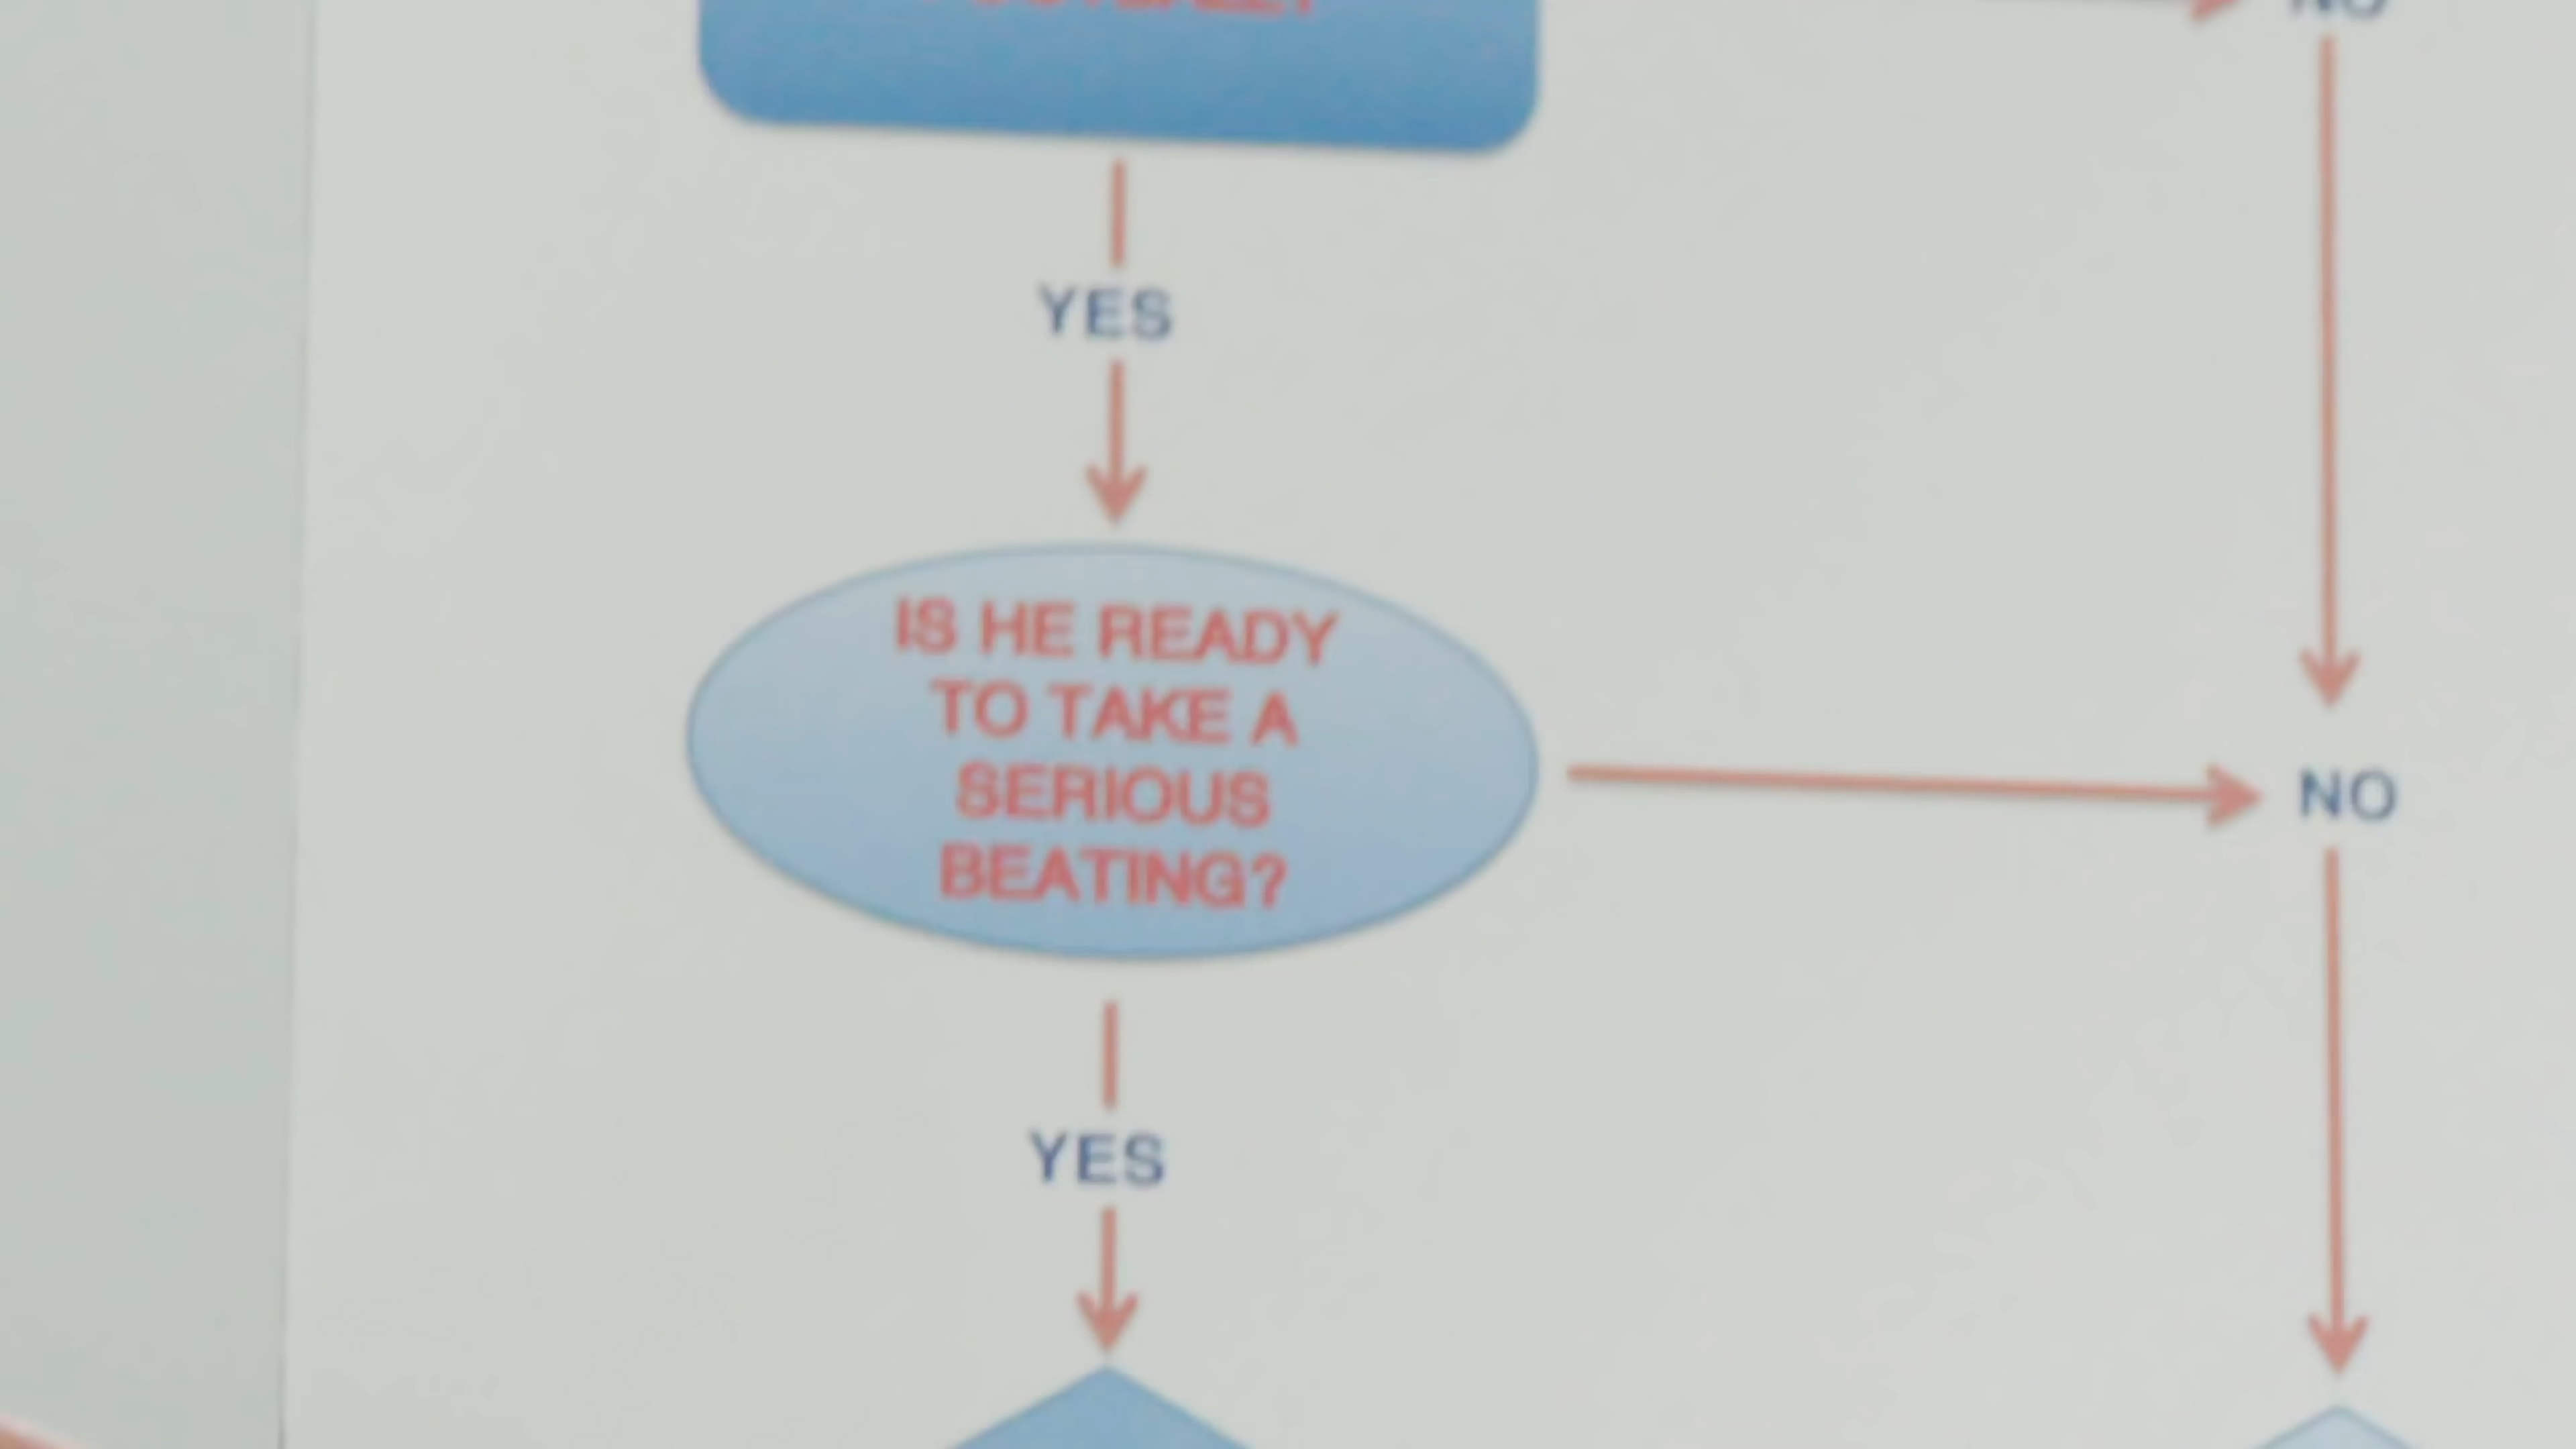 NO
YES
IS HE READY
TO TAKE A
SERIOUS
BEATING?
NO
YES